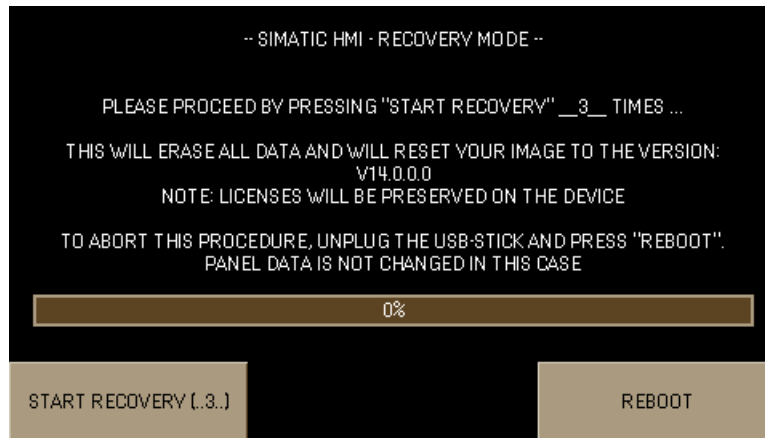 -- SIMATIC HMI - RECOVERY MODE --
PLEASE PROCEED BY PRESSING "START RECOVERY" __3__ TIMES ...
THIS WILL ERASE ALL DATA AND WILL RESET YOUR IMAGE TO THE VERSION:
V14.0.0.0
NOTE: LICENSES WILL BE PRESERVED ON THE DEVICE
TO ABORT THIS PROCEDURE, UNPLUG THE USB-STICK AND PRESS "REBOOT".
PANEL DATA IS NOT CHANGED IN THIS CASE
0%
START RECOVERY (..3..)
REBOOT